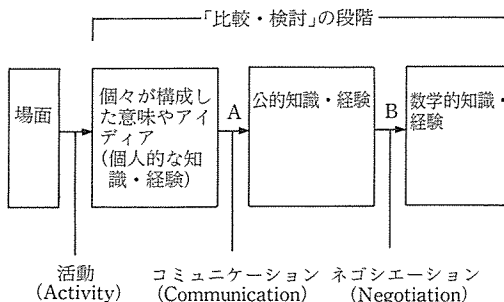 「比較・検討」の段階
場面
個々が構成し
た意味やアイ
ディア
(個人的な知
識・経験)
A
公的知識・経験
B
数学的知識・
経験
活動
(Activity)
コミュニケーション
(Communication)
ネゴシエーション
(Negotiation)